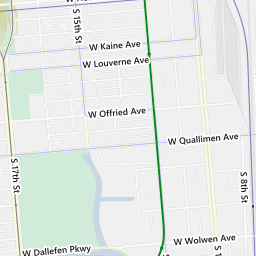 S 15th St
W Kaine Ave
W Louverne Ave
W Offried Ave
W Quallimen Ave
S 17th St
S 8th St
W Wolwen Ave
W Dallefen Pkwy